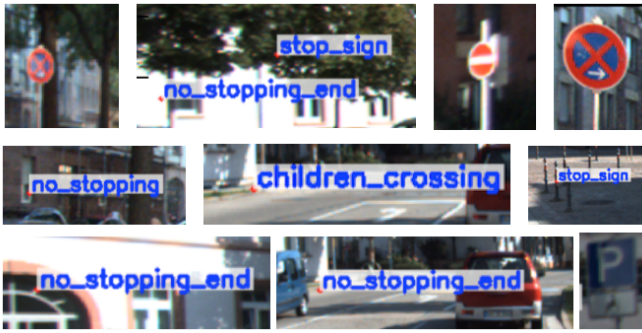 stop_sign
no_stopping_end
no_stopping
children_crossing
stop_sign
no_stopping_end
no_stopping_end
P